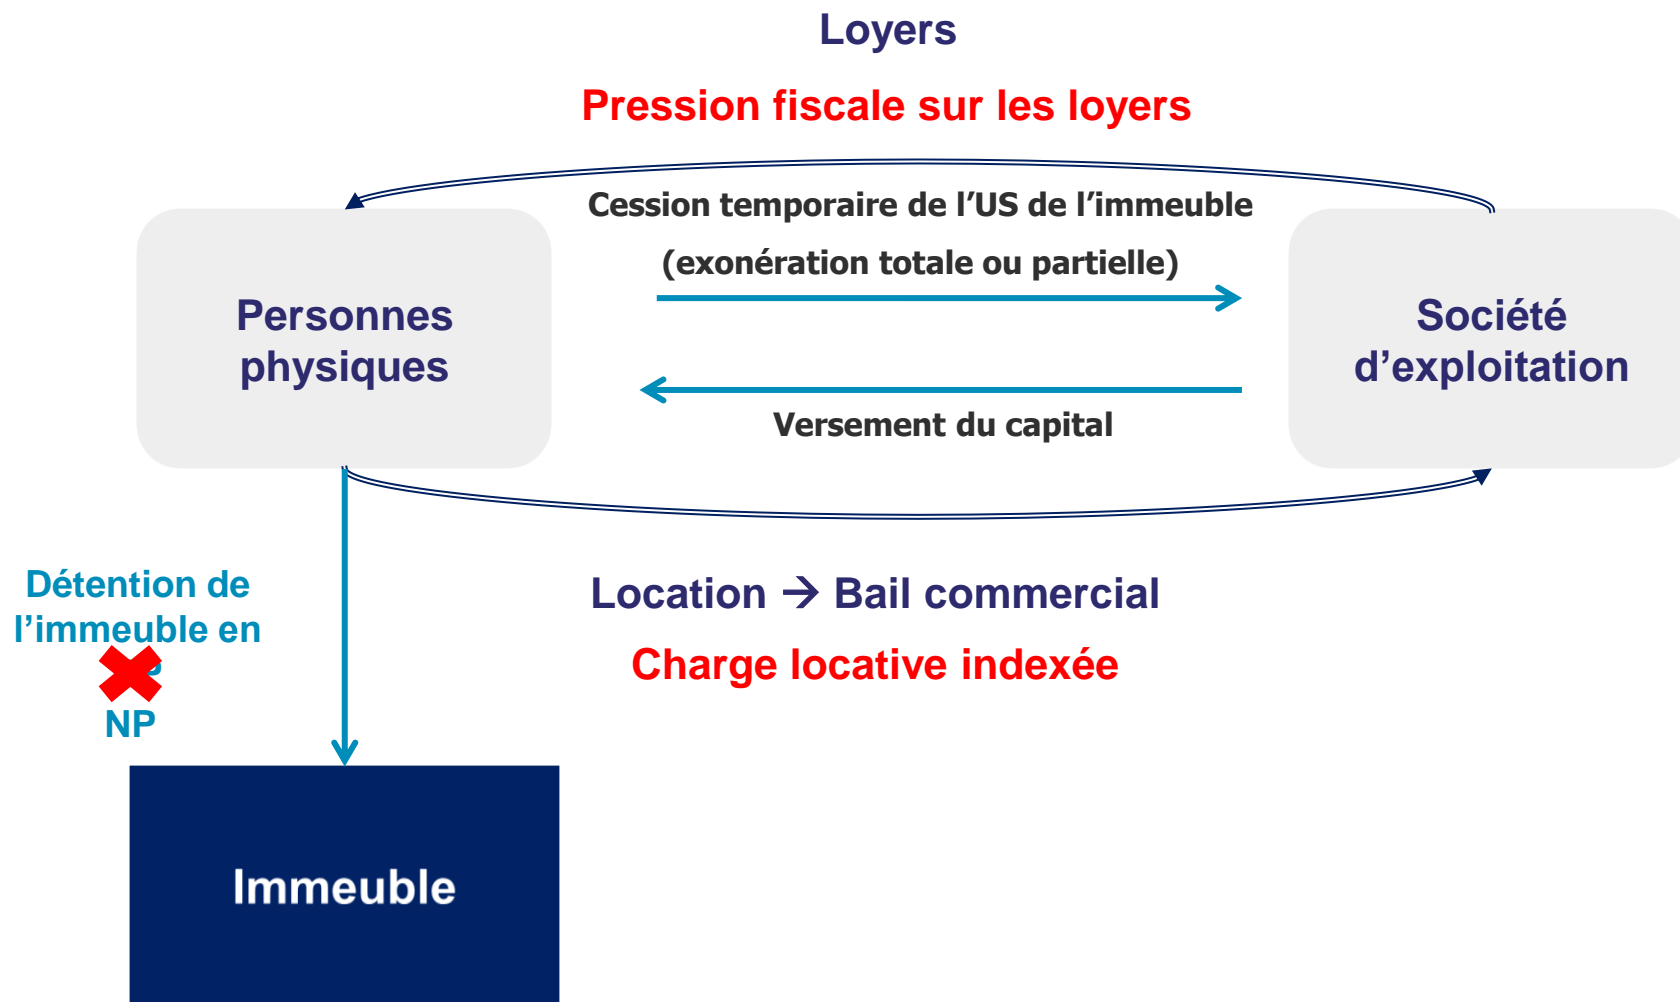 Loyers
Pression fiscale sur les loyers
Cession temporaire de l’US de l’immeuble
(exonération totale ou partielle)
Personnes
physiques
Société
d’exploitation
Versement du capital
Détention de
l’immeuble en
NP
Location → Bail commercial
Charge locative indexée
Immeuble